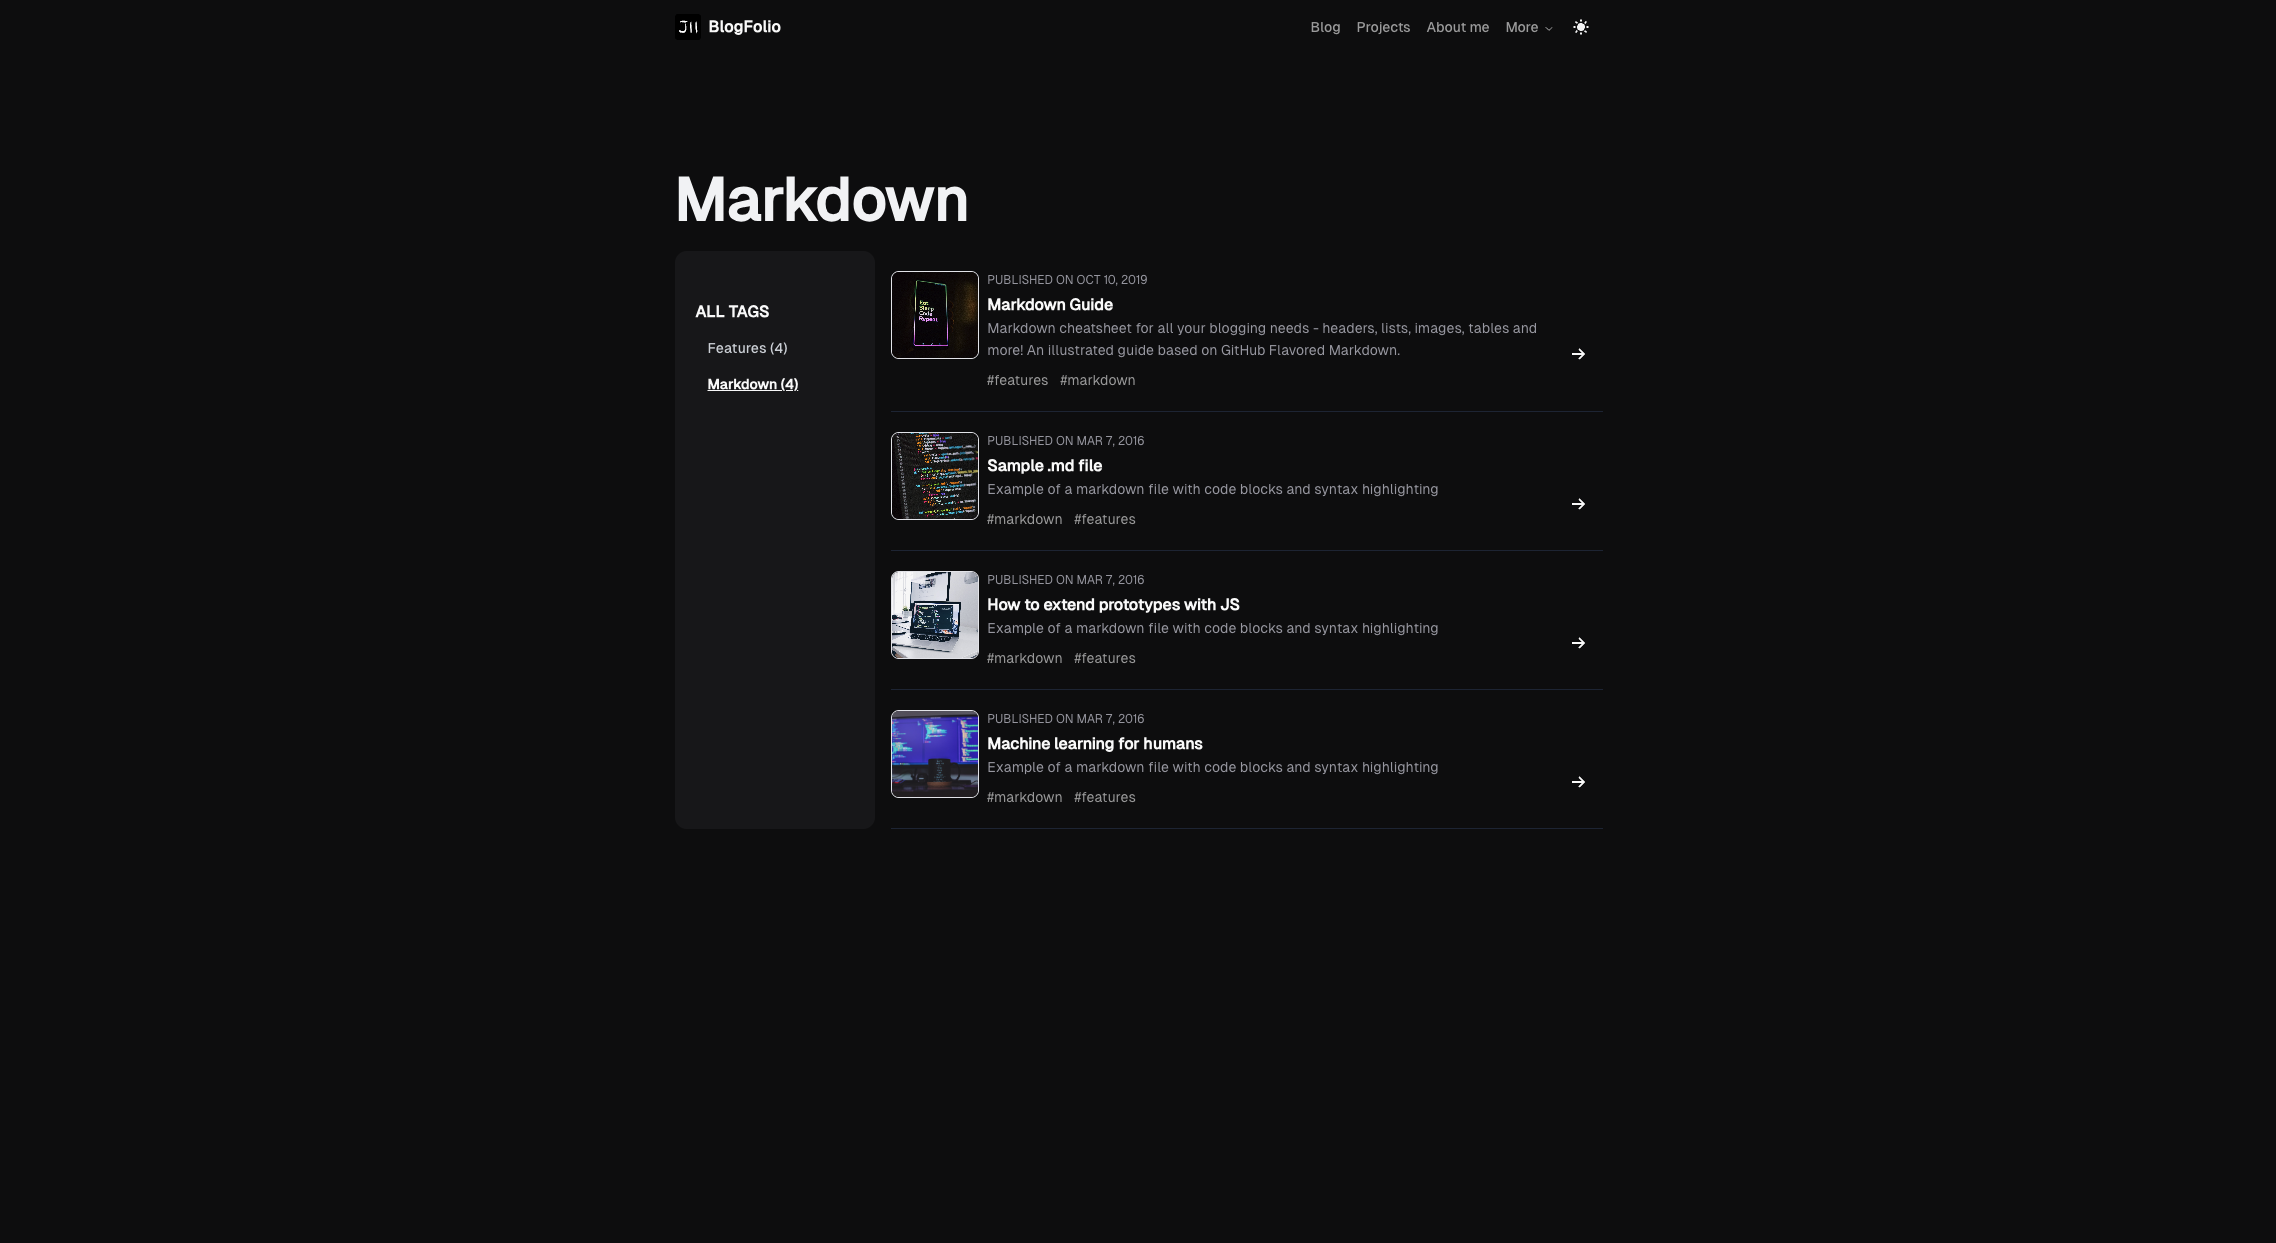 BlogFolio
Blog Projects About me More
Markdown
ALL TAGS
Features (4)
Markdown (4)
PUBLISHED ON OCT 10, 2019
Markdown Guide
Markdown cheatsheet for all your blogging needs - headers, lists, images, tables and
more! An illustrated guide based on GitHub Flavored Markdown.
#features #markdown
PUBLISHED ON MAR 7, 2016
Sample .md file
Example of a markdown file with code blocks and syntax highlighting
#markdown #features
PUBLISHED ON MAR 7, 2016
How to extend prototypes with JS
Example of a markdown file with code blocks and syntax highlighting
#markdown #features
PUBLISHED ON MAR 7, 2016
Machine learning for humans
Example of a markdown file with code blocks and syntax highlighting
#markdown #features